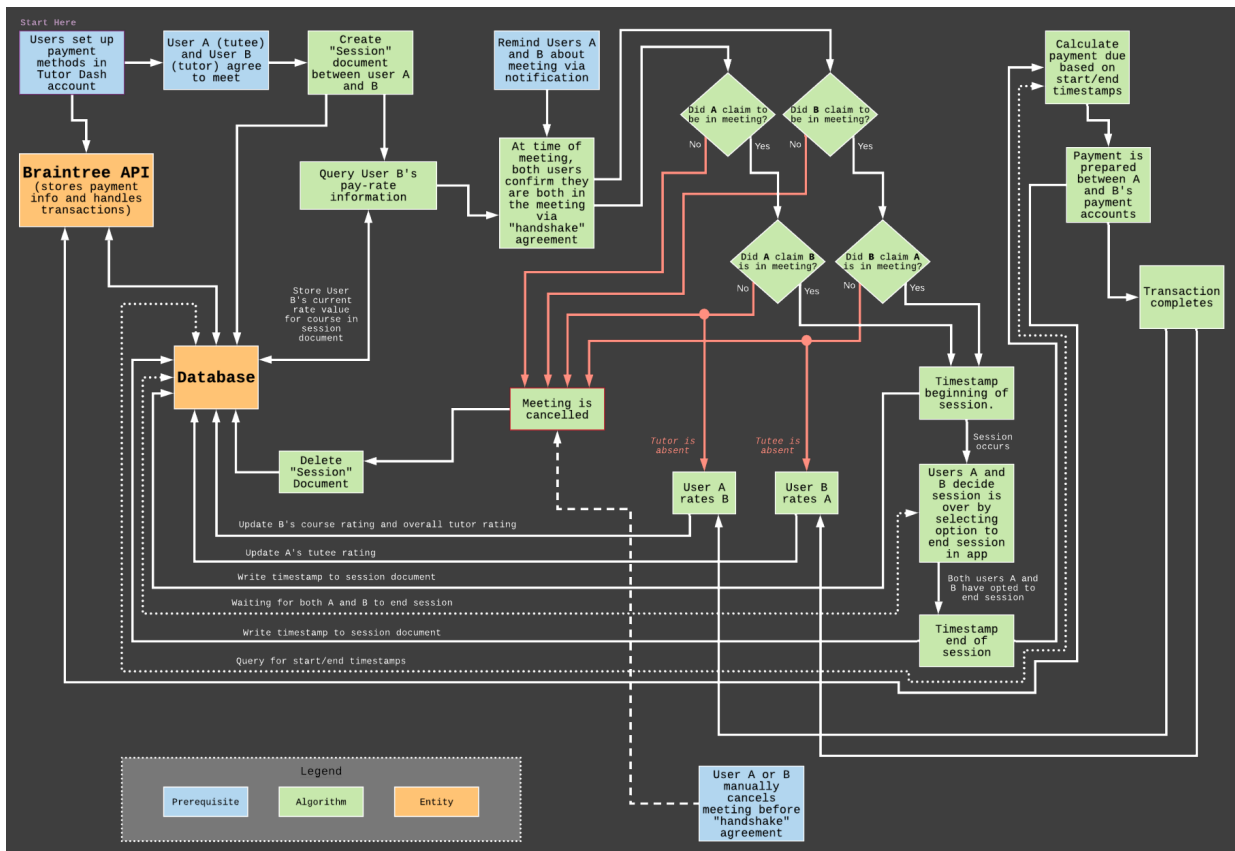 Start Here
Users set up
payment
methods in
Tutor Dash
account
User A (tutee)
and User B
(tutor) agree
to meet
Create
"Session"
document
between user A
and B
Remind Users A
and B about
meeting via
notification
Did A claim to
be in meeting?
Did B claim to
be in meeting?
Calculate
payment due
based on
start/end
timestamps
No
Yes
No
Yes
Braintree API
(stores payment
info and handles
transactions)
Query User B's
pay-rate
information
At time of
meeting,
both users
confirm they
are both in
the meeting
via
"handshake"
agreement
Payment is
prepared
between A
and B's
payment
accounts
Did A claim B
is in meeting?
Did B claim A
is in meeting?
No
Yes
No
Yes
Transaction
completes
Store User
B's current
rate value
for course in
session
document
Database
Meeting is
cancelled
Timestamp
beginning of
session.
Tutor is
absent
Tutee is
absent
Session
occurs
Delete
"Session"
Document
User A
rates B
User B
rates A
Users A and
B decide
session is
over by
selecting
option to
end session
in app
Update B's course rating and overall tutor rating
Update A's tutee rating
Write timestamp to session document
Waiting for both A and B to end session
Both users A and
B have opted to
end session
Write timestamp to session document
Timestamp
end of
session
Query for start/end timestamps
Legend
Prerequisite
Algorithm
Entity
User A or B
manually
cancels
meeting before
"handshake"
agreement